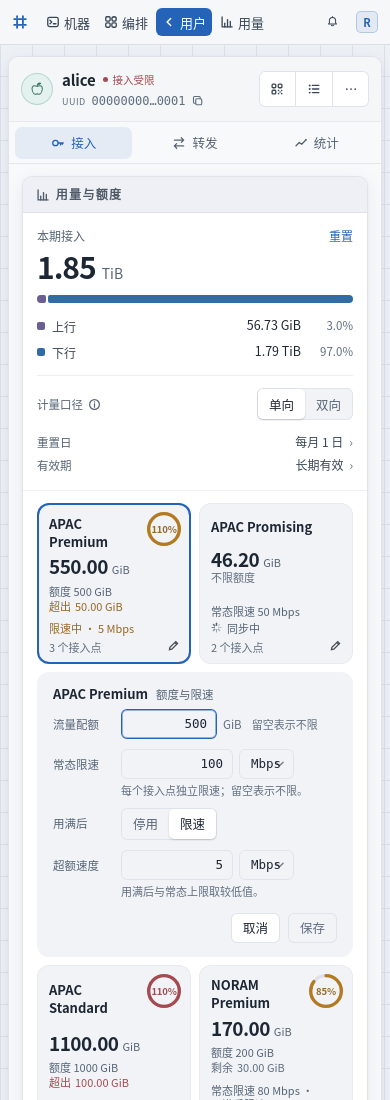 机器 编排 用户 用量 R
alice 接入受限
UUID 00000000…0001
接入 转发 统计
用量与额度
本期接入 重置
1.85 TiB
上行 56.73 GiB 3.0%
下行 1.79 TiB 97.0%
计量口径 单向 双向
重置日 每月 1 日 ›
有效期 长期有效 ›
APAC Premium 110%
550.00 GiB
额度 500 GiB
超出 50.00 GiB
限速中 · 5 Mbps
3 个接入点
APAC Promising
46.20 GiB
不限额度
常态限速 50 Mbps
同步中
2 个接入点
APAC Premium 额度与限速
流量配额 500 GiB 留空表示不限
常态限速 100 Mbps
每个接入点独立限速；留空表示不限。
用满后 停用 限速
超额速度 5 Mbps
用满后与常态上限取较低值。
取消 保存
APAC Standard 110%
1100.00 GiB
额度 1000 GiB
超出 100.00 GiB
NORAM Premium 85%
170.00 GiB
额度 200 GiB
剩余 30.00 GiB
常态限速 80 Mbps ·